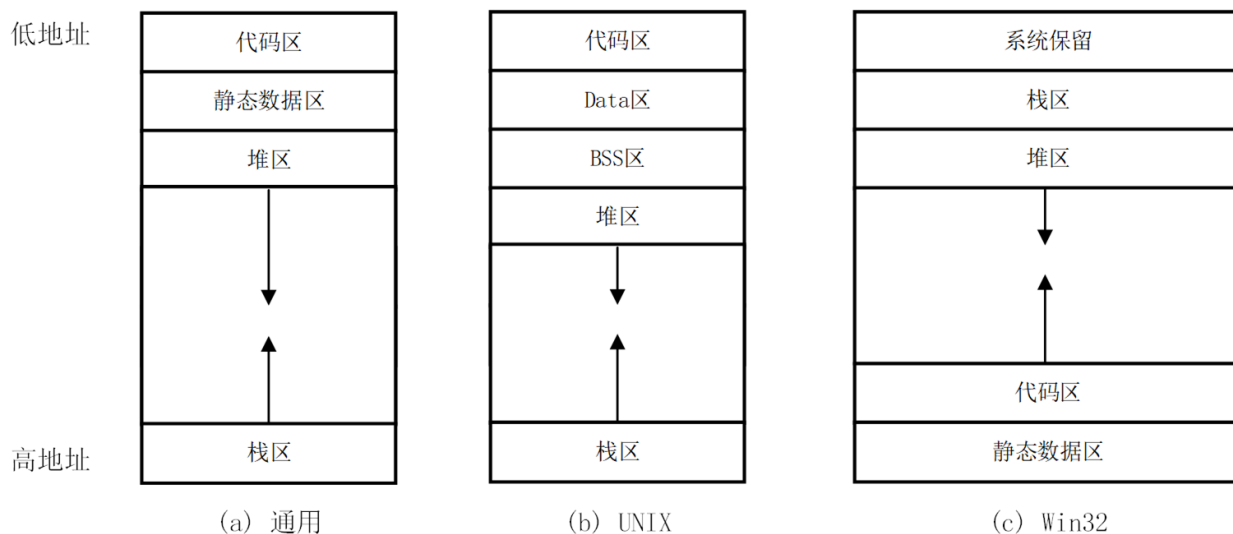 低地址
代码区
静态数据区
堆区
栈区
高地址
(a) 通用
代码区
Data区
BSS区
堆区
栈区
(b) UNIX
系统保留
栈区
堆区
代码区
静态数据区
(c) Win32